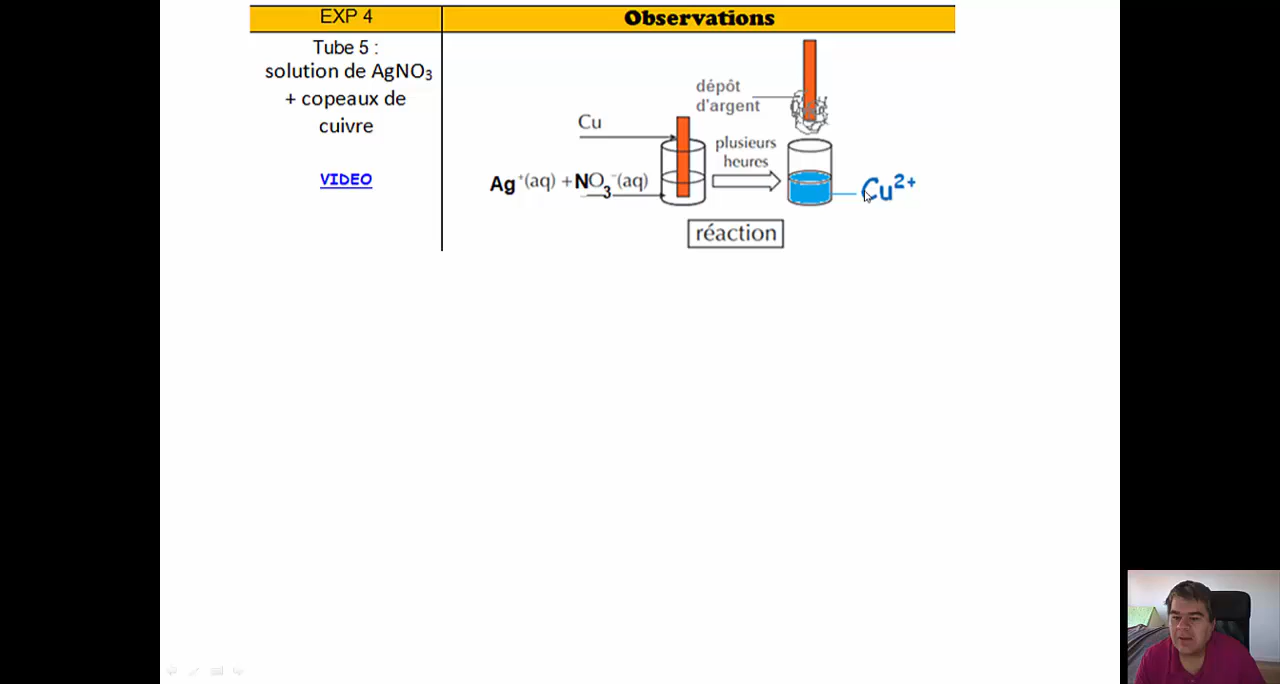 EXP 4
Observations
Tube 5 :
solution de AgNO₃
+ copeaux de
cuivre
VIDEO
dépôt
d'argent
Cu
plusieurs
heures
Ag⁺(aq) +NO₃⁻(aq)
Cu²⁺
réaction